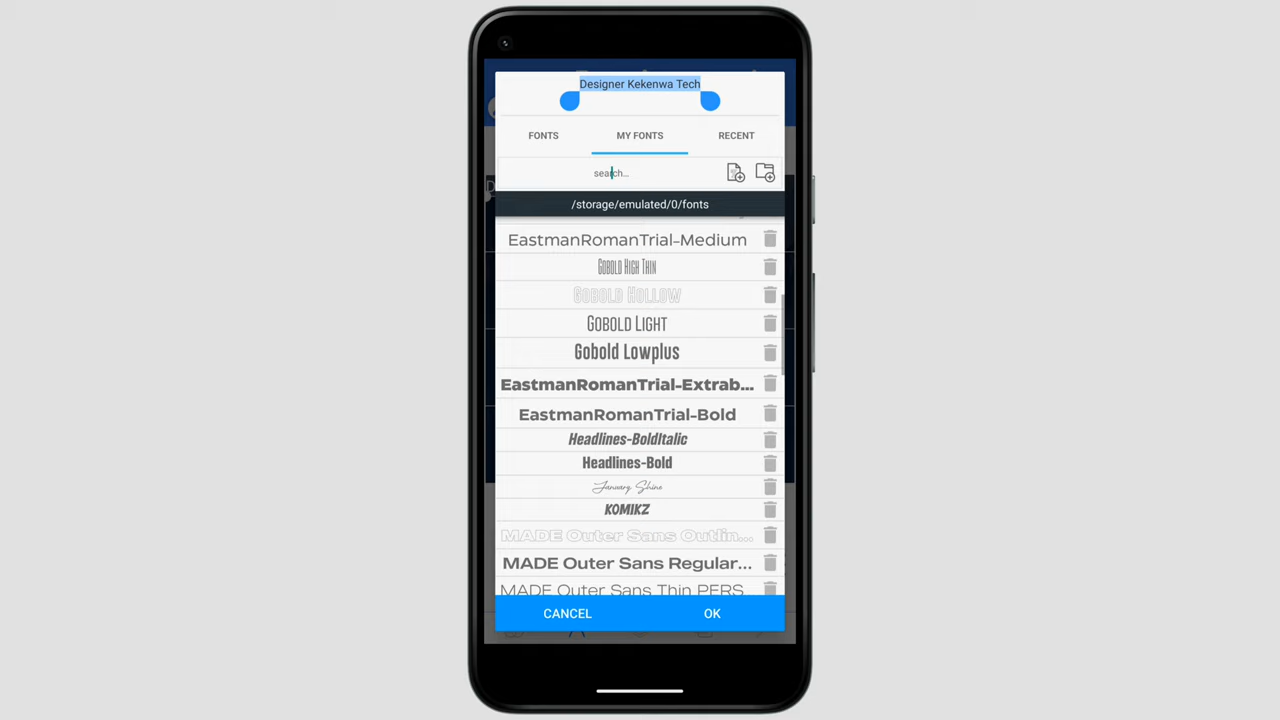 Designer Kekenwa Tech
FONTS MY FONTS RECENT
search...
/storage/emulated/0/fonts
EastmanRomanTrial-Medium
GOBOLD HIGH THIN
GOBOLD HOLLOW
GOBOLD LIGHT
Gobold Lowplus
EastmanRomanTrial-Extrab...
EastmanRomanTrial-Bold
Headlines-BoldItalic
Headlines-Bold
January Shine
KOMIKZ
MADE Outer Sans Outlin...
MADE Outer Sans Regular...
MADE Outer Sans Thin PERS
CANCEL OK